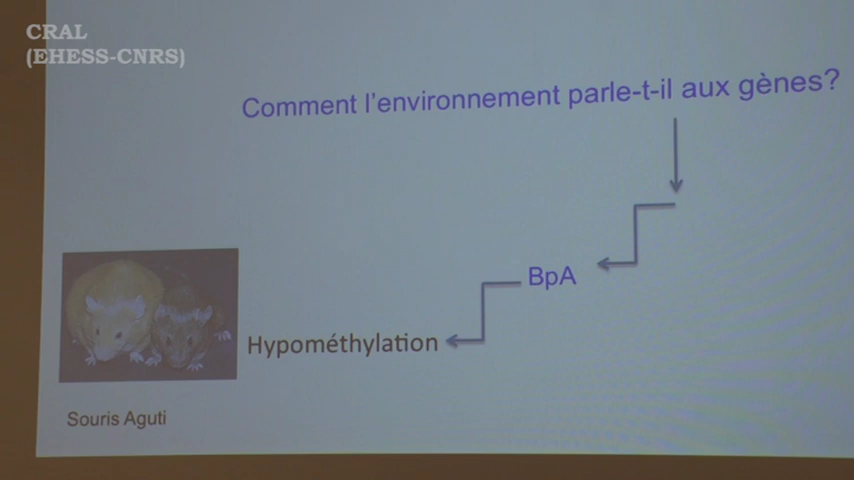 CRAL
(EHESS-CNRS)
Comment l'environnement parle-t-il aux gènes?
BpA
Hypométhylation
Souris Aguti